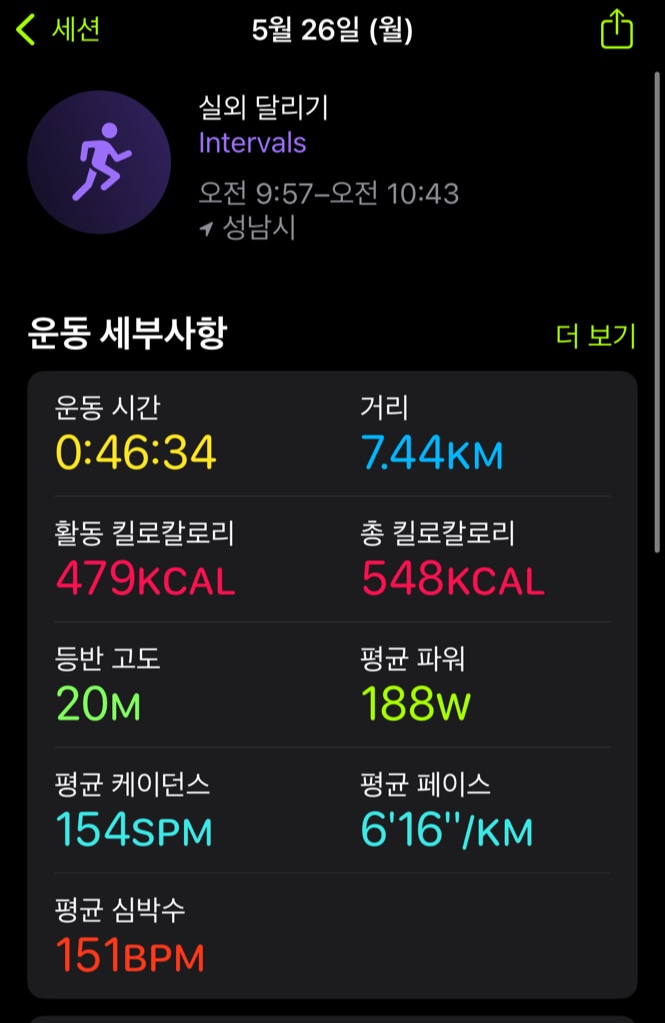 세션
5월 26일 (월)
실외 달리기
Intervals
오전 9:57–오전 10:43
성남시
운동 세부사항
더 보기
운동 시간
0:46:34
거리
7.44KM
활동 킬로칼로리
479KCAL
총 킬로칼로리
548KCAL
등반 고도
20M
평균 파워
188W
평균 케이던스
154SPM
평균 페이스
6'16"/KM
평균 심박수
151BPM